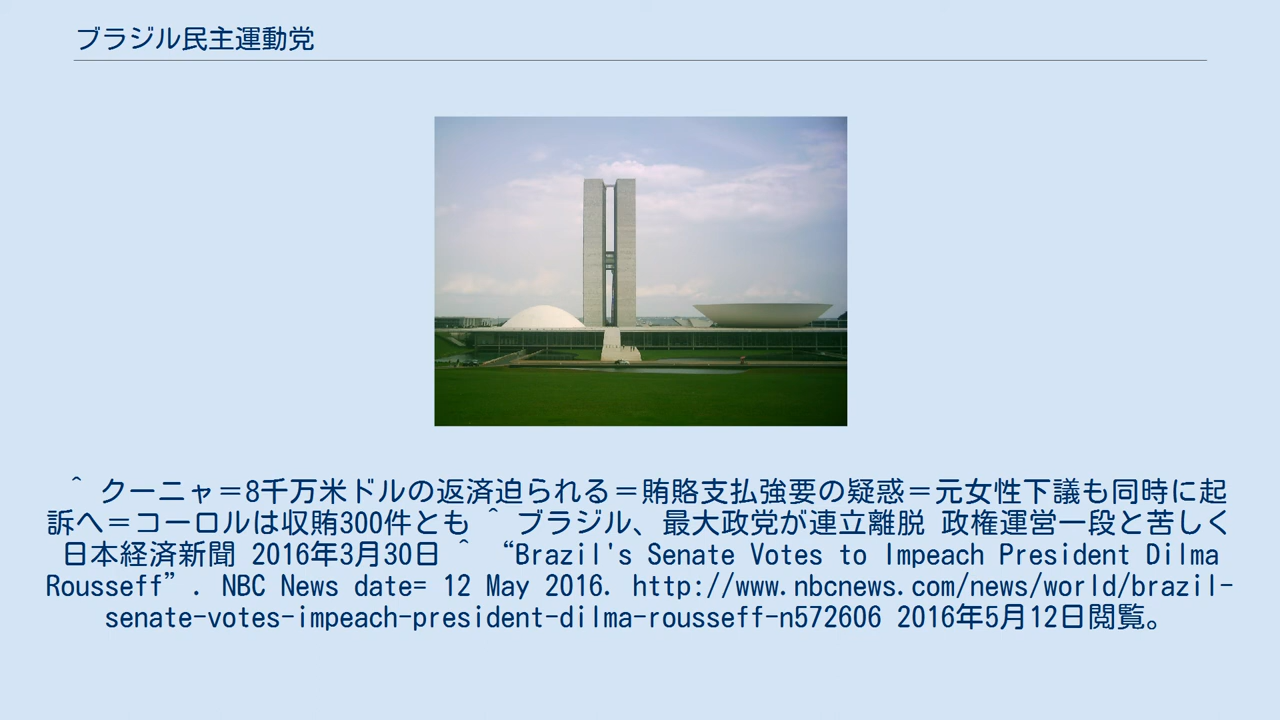 ブラジル民主運動党
^ クーニャ＝8千万米ドルの返済迫られる＝賄賂支払強要の疑惑＝元女性下議も同時に起
訴へ＝コーロルは収賄300件とも ^ ブラジル、最大政党が連立離脱 政権運営一段と苦しく
日本経済新聞 2016年3月30日 ^ “Brazil's Senate Votes to Impeach President Dilma
Rousseff”. NBC News date= 12 May 2016. http://www.nbcnews.com/news/world/brazil-
senate-votes-impeach-president-dilma-rousseff-n572606 2016年5月12日閲覧。